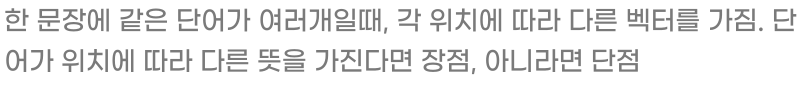 한 문장에 같은 단어가 여러개일때, 각 위치에 따라 다른 벡터를 가짐. 단
어가 위치에 따라 다른 뜻을 가진다면 장점, 아니라면 단점